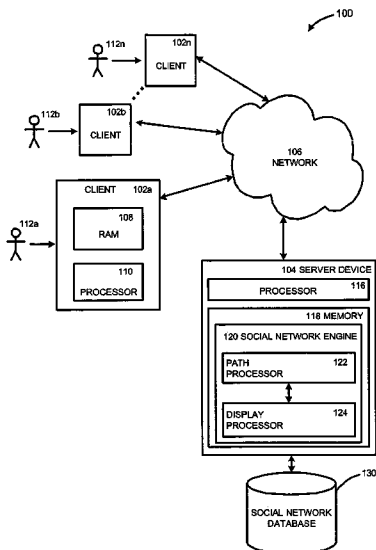 100
112n
102n
CLIENT
112b
102b
CLIENT
106
NETWORK
CLIENT 102a
108
RAM
112a
110
PROCESSOR
104 SERVER DEVICE
116
PROCESSOR
118 MEMORY
120 SOCIAL NETWORK ENGINE
PATH 122
PROCESSOR
DISPLAY 124
PROCESSOR
130
SOCIAL NETWORK
DATABASE